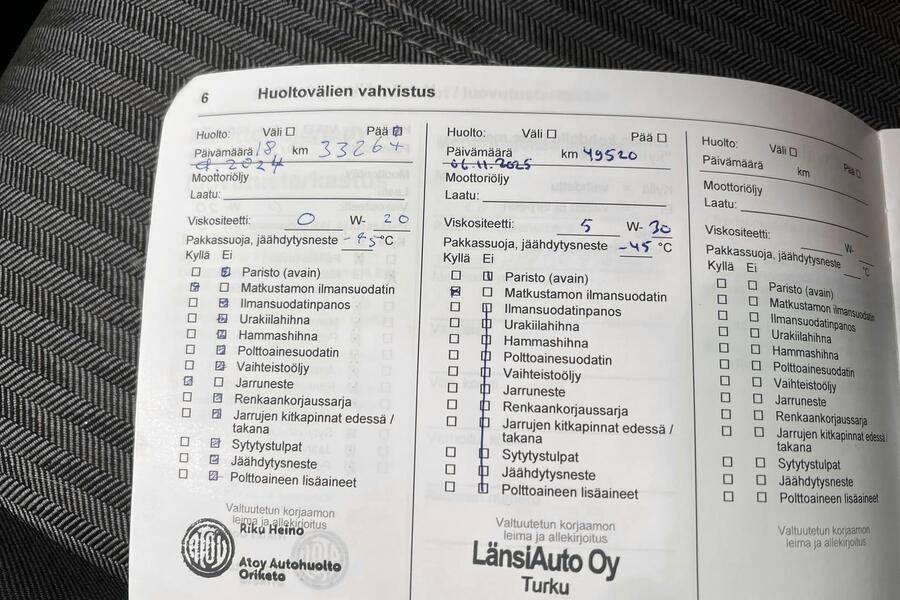 6 Huoltovälien vahvistus
Huolto: Väli Pää
Päivämäärä 18 km
.2024
Moottoriöljy
Laatu:
Viskositeetti: 0 W- 20
Pakkassuoja, jäähdytysneste -45 °C
Kyllä Ei
Paristo (avain)
Matkustamon ilmansuodatin
Ilmansuodatinpanos
Urakiilahihna
Hammashihna
Polttoainesuodatin
Vaihteistoöljy
Jarruneste
Renkaankorjaussarja
Jarrujen kitkapinnat edessä /
takana
Sytytystulpat
Jäähdytysneste
Polttoaineen lisäaineet
Valtuutetun korjaamon
leima ja allekirjoitus
Riku Heino
Atoy Autohuolto
Oriketo
Huolto: Väli Pää
Päivämäärä km 49520
06.11.2025
Moottoriöljy
Laatu:
Viskositeetti: 5 W- 30
Pakkassuoja, jäähdytysneste -45 °C
Kyllä Ei
Paristo (avain)
Matkustamon ilmansuodatin
Ilmansuodatinpanos
Urakiilahihna
Hammashihna
Polttoainesuodatin
Vaihteistoöljy
Jarruneste
Renkaankorjaussarja
Jarrujen kitkapinnat edessä /
takana
Sytytystulpat
Jäähdytysneste
Polttoaineen lisäaineet
Valtuutetun korjaamon
leima ja allekirjoitus
LänsiAuto Oy
Turku
Huolto: Väli Pää
Päivämäärä km
Moottoriöljy
Laatu:
Viskositeetti: W-
Pakkassuoja, jäähdytysneste °C
Kyllä Ei
Paristo (avain)
Matkustamon ilmansuodatin
Ilmansuodatinpanos
Urakiilahihna
Hammashihna
Polttoainesuodatin
Vaihteistoöljy
Jarruneste
Renkaankorjaussarja
Jarrujen kitkapinnat edessä /
takana
Sytytystulpat
Jäähdytysneste
Polttoaineen lisäaineet
Valtuutetun korjaamon
leima ja allekirjoitus